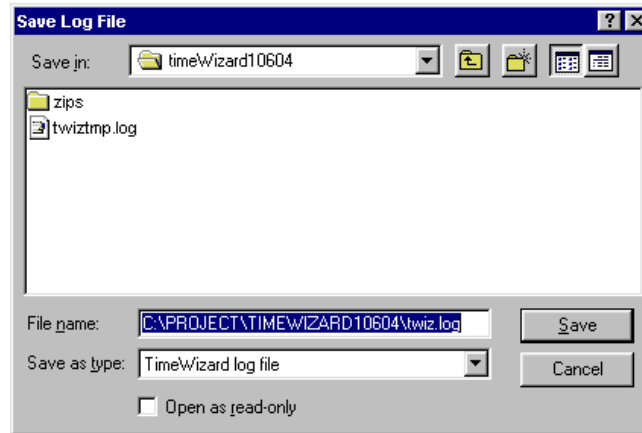 Save Log File
Save in: timeWizard10604
zips
twiztmp.log
File name: C:\PROJECT\TIMEWIZARD10604\twiz.log Save
Save as type: TimeWizard log file Cancel
Open as read-only